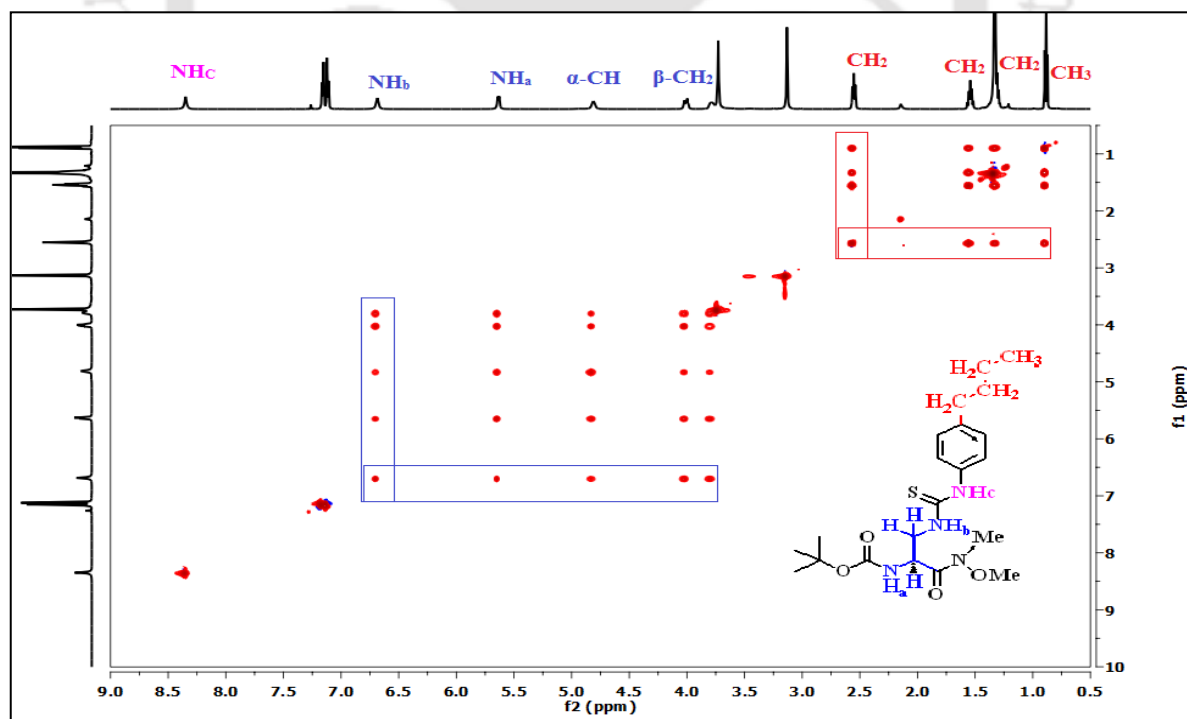 NHC NHb NHa α-CH β-CH2 CH2 CH2 CH2 CH3
1
2
3
4
5
6
7
8
9
10
f1 (ppm)
H2C CH3
H2C CH2
S NHc
H
H NHb Me
O N
O N OMe
Ha H O
9.0 8.5 8.0 7.5 7.0 6.5 6.0 5.5 5.0 4.5 4.0 3.5 3.0 2.5 2.0 1.5 1.0 0.5
f2 (ppm)